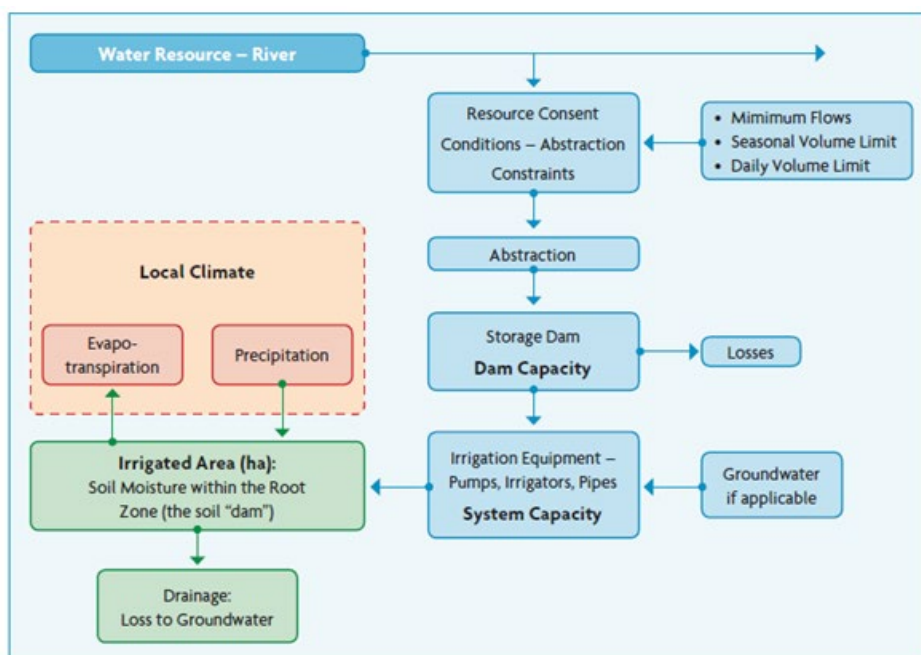 Water Resource – River
Resource Consent
Conditions – Abstraction
Constraints
• Mimimum Flows
• Seasonal Volume Limit
• Daily Volume Limit
Abstraction
Local Climate
Evapo-
transpiration
Precipitation
Storage Dam
Dam Capacity
Losses
Irrigated Area (ha):
Soil Moisture within the Root
Zone (the soil “dam”)
Irrigation Equipment –
Pumps, Irrigators, Pipes
System Capacity
Groundwater
if applicable
Drainage:
Loss to Groundwater